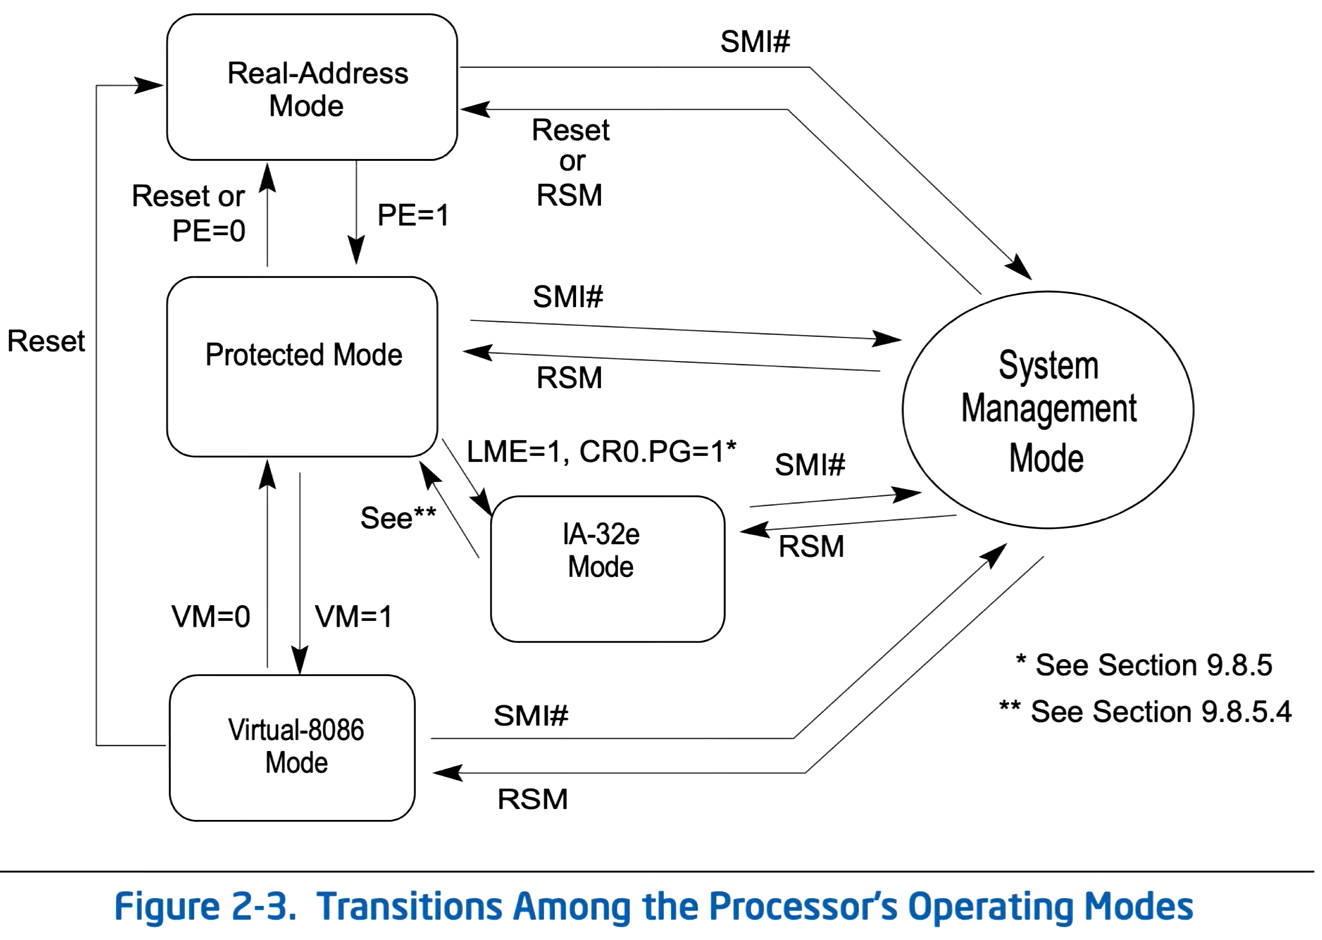 SMI#
Real-Address
Mode
Reset
or
RSM
Reset or
PE=0
PE=1
SMI#
Reset
Protected Mode
RSM
System
Management
Mode
LME=1, CR0.PG=1*
SMI#
See**
IA-32e
Mode
RSM
VM=0
VM=1
* See Section 9.8.5
** See Section 9.8.5.4
Virtual-8086
Mode
SMI#
RSM
Figure 2-3. Transitions Among the Processor's Operating Modes